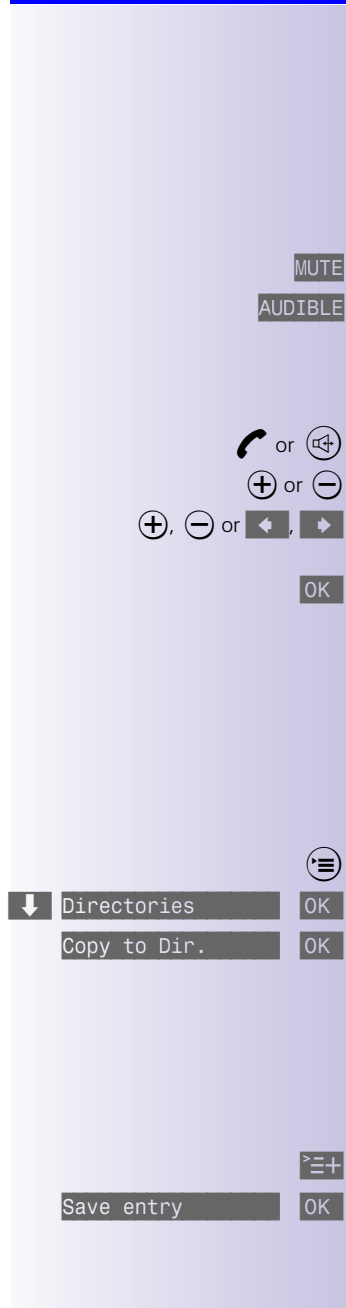 MUTE
AUDIBLE
or
or
, or ,
OK
Directories OK
Copy to Dir. OK
Save entry OK